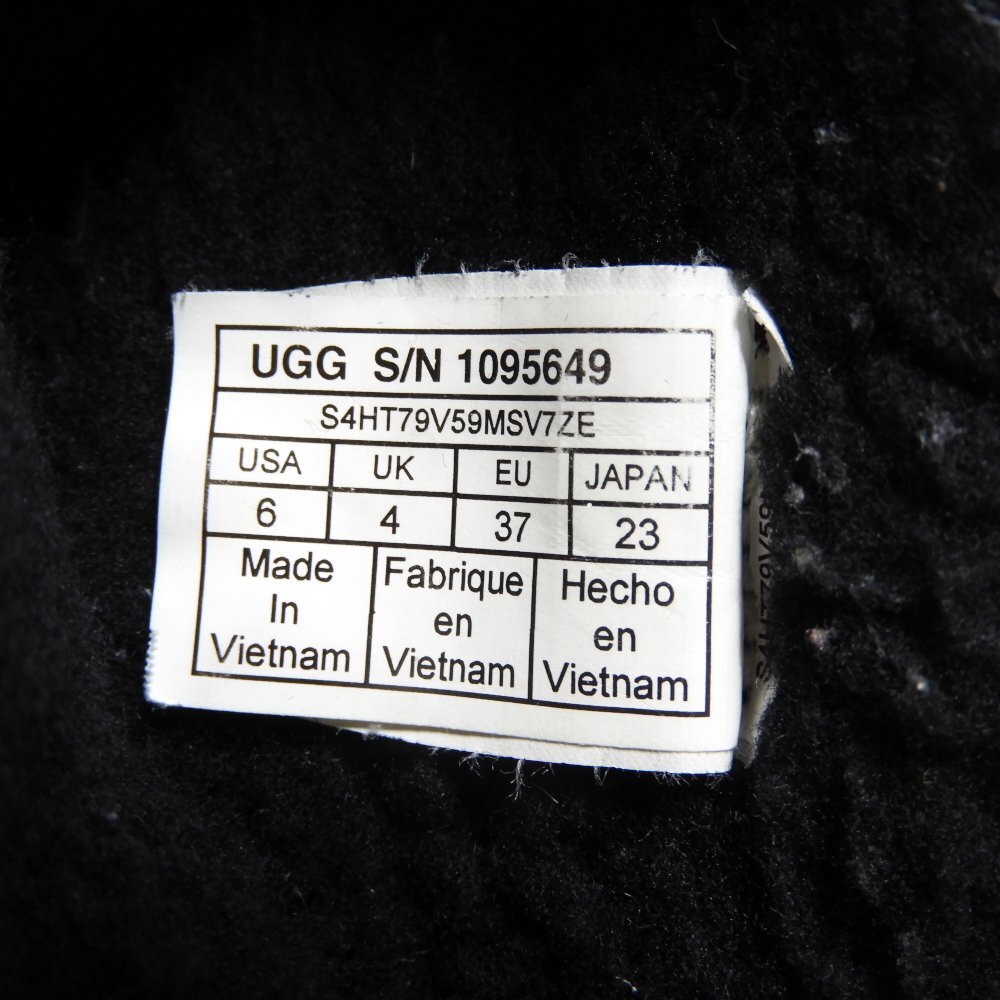 UGG S/N 1095649
S4HT79V59MSV7ZE
USA UK EU JAPAN
6 4 37 23
Made
In
Vietnam
Fabrique
en
Vietnam
Hecho
en
Vietnam
S4HT79V59